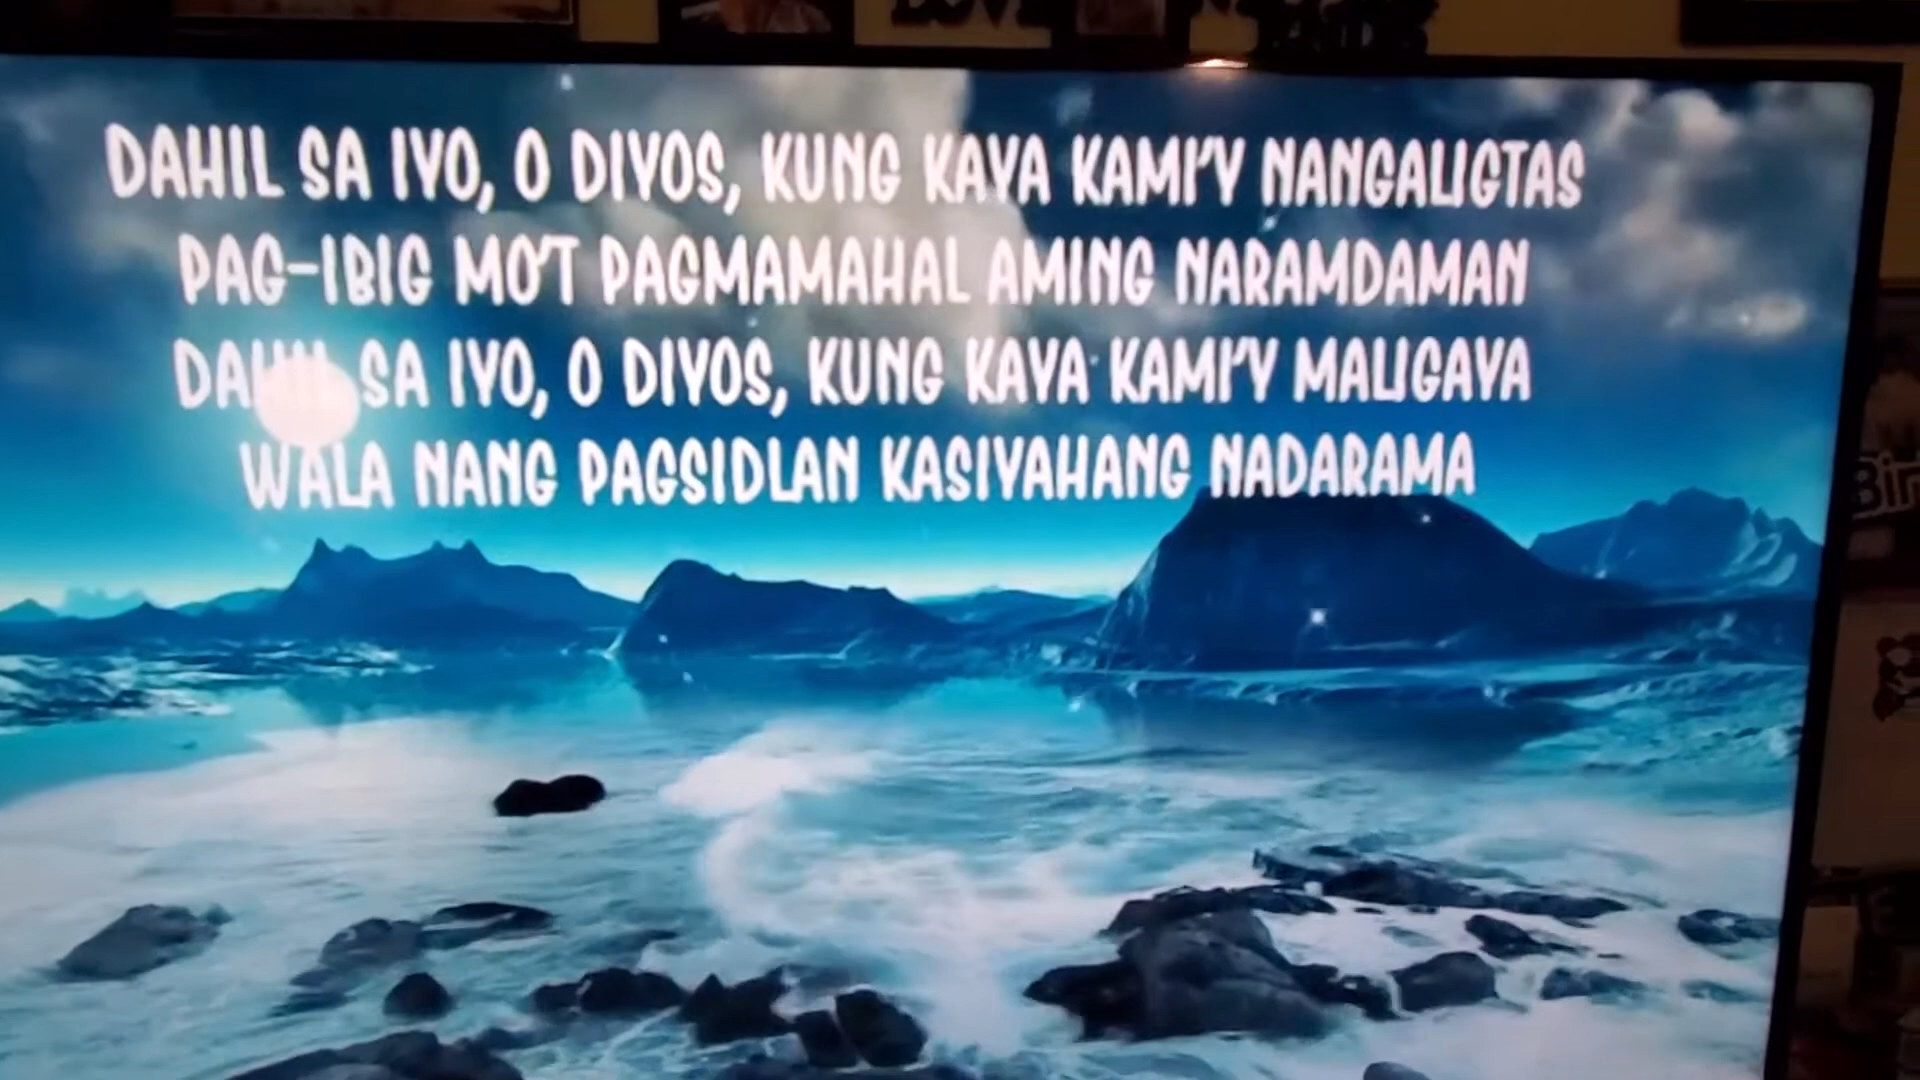 LOVE
DAHIL SA IYO, O DIYOS, KUNG KAYA KAMI'Y NANGALIGTAS
PAG-IBIG MO'T PAGMAMAHAL AMING NARAMDAMAN
DAHIL SA IYO, O DIYOS, KUNG KAYA KAMI'Y MALIGAYA
WALA NANG PAGSIDLAN KASIYAHANG NADARAMA